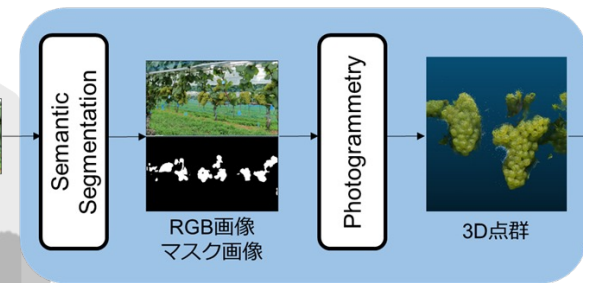 Semantic
Segmentation
RGB画像
マスク画像
Photogrammetry
3D点群